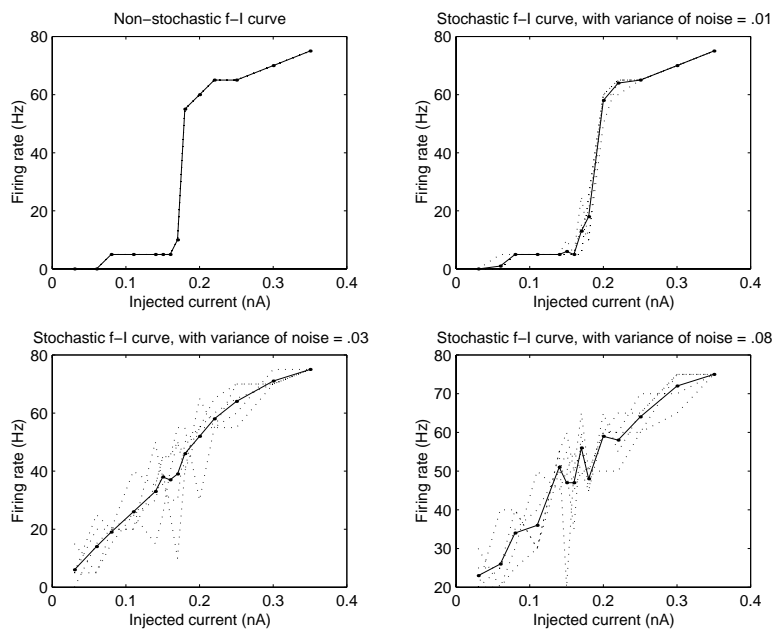 Non−stochastic f−I curve
80
60
40
20
0
Firing rate (Hz)
0 0.1 0.2 0.3 0.4
Injected current (nA)
Stochastic f−I curve, with variance of noise = .01
80
60
40
20
0
Firing rate (Hz)
0 0.1 0.2 0.3 0.4
Injected current (nA)
Stochastic f−I curve, with variance of noise = .03
80
60
40
20
0
Firing rate (Hz)
0 0.1 0.2 0.3 0.4
Injected current (nA)
Stochastic f−I curve, with variance of noise = .08
80
70
60
50
40
30
20
Firing rate (Hz)
0 0.1 0.2 0.3 0.4
Injected current (nA)